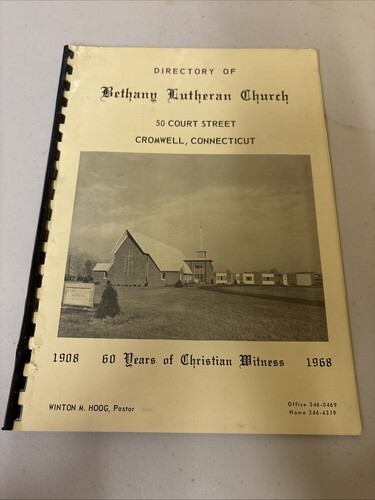 DIRECTORY OF
Bethany Lutheran Church
50 COURT STREET
CROMWELL, CONNECTICUT
1908 60 Years of Christian Witness 1968
WINTON M. HOOG, Pastor
Office 346-0469
Home 346-4319